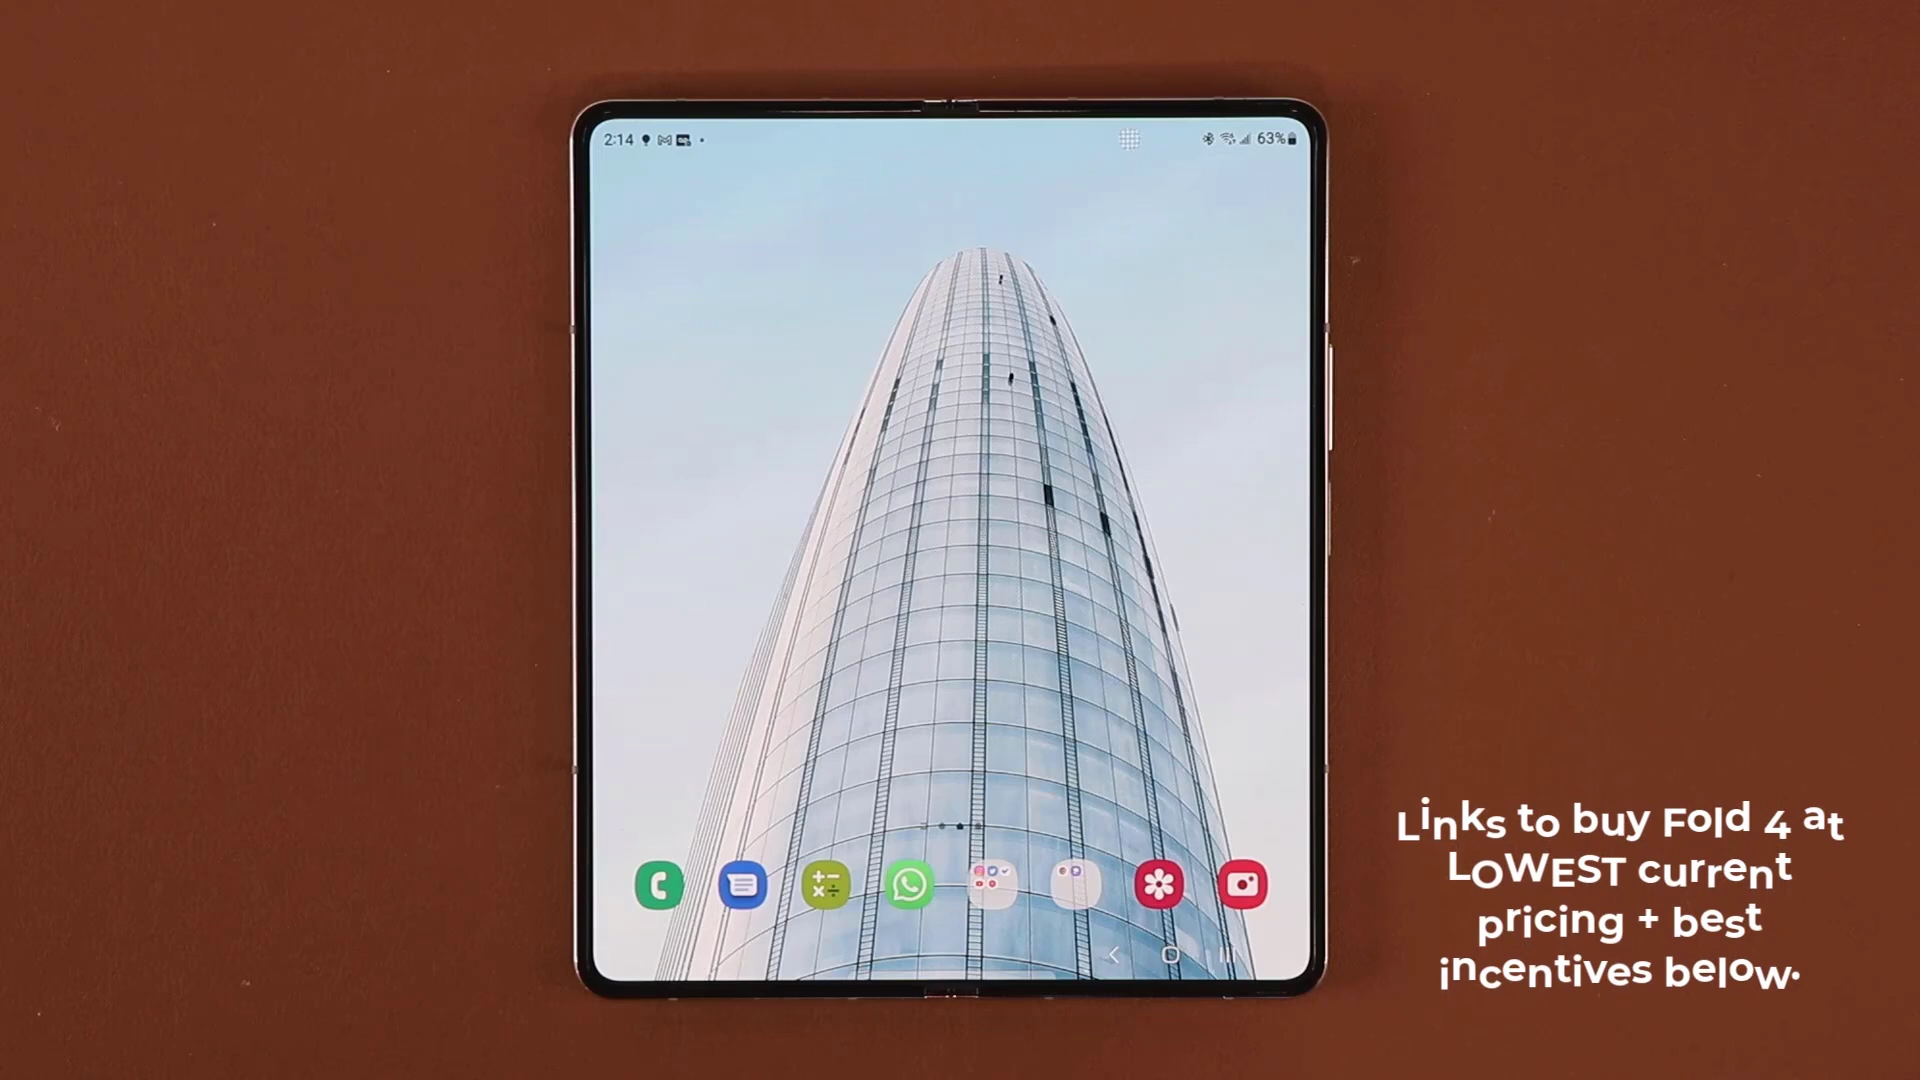 2:14
63%
Links to buy Fold 4 at
LOWEST current
pricing + best
incentives below.